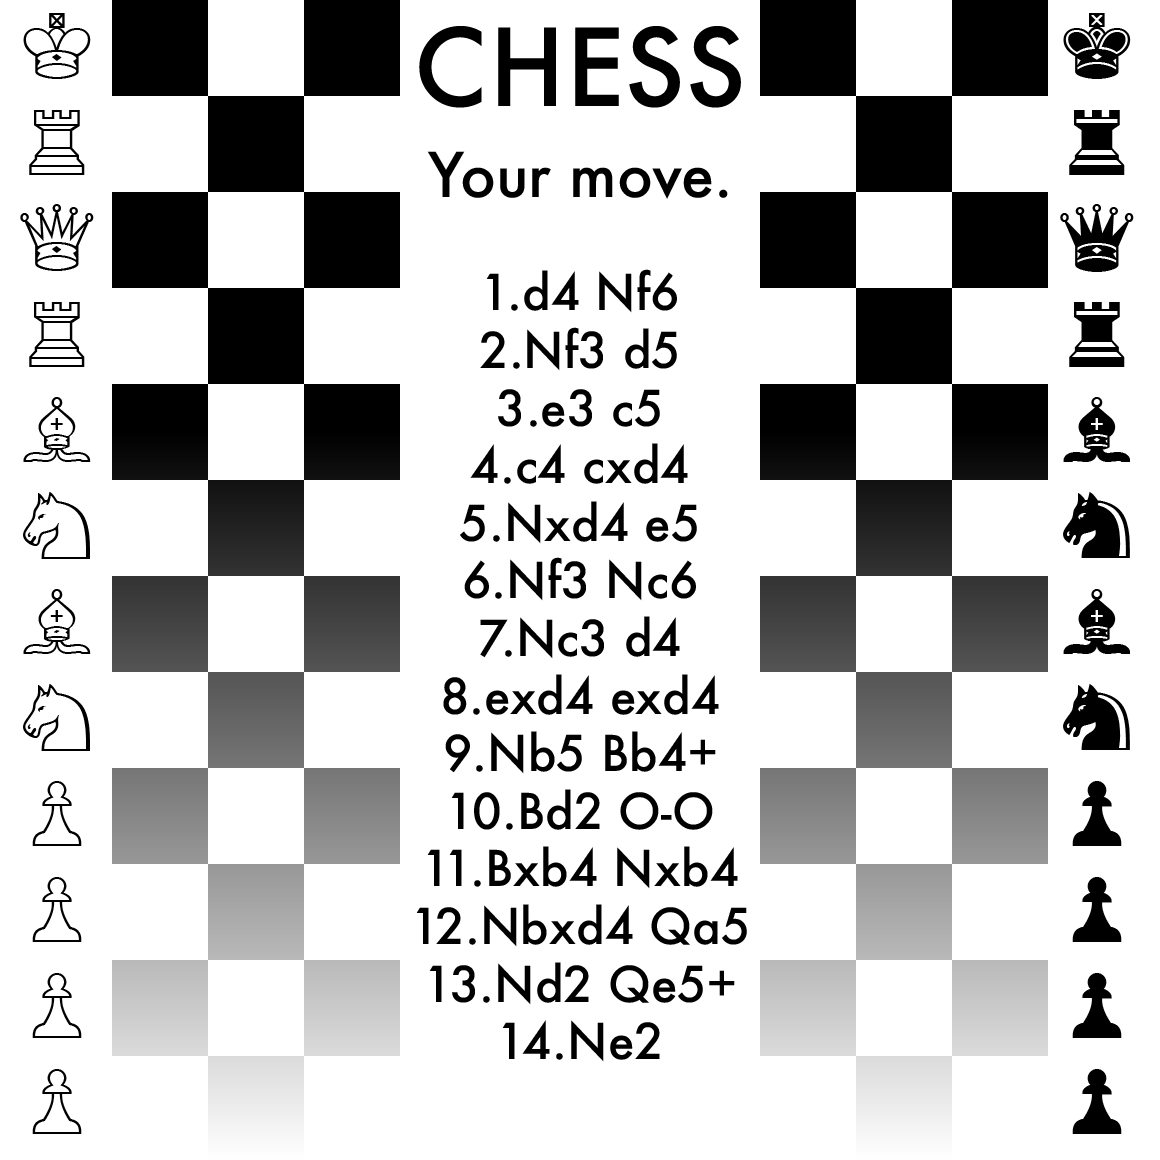 CHESS
Your move.
1.d4 Nf6
2.Nf3 d5
3.e3 c5
4.c4 cxd4
5.Nxd4 e5
6.Nf3 Nc6
7.Nc3 d4
8.exd4 exd4
9.Nb5 Bb4+
10.Bd2 O-O
11.Bxb4 Nxb4
12.Nbxd4 Qa5
13.Nd2 Qe5+
14.Ne2